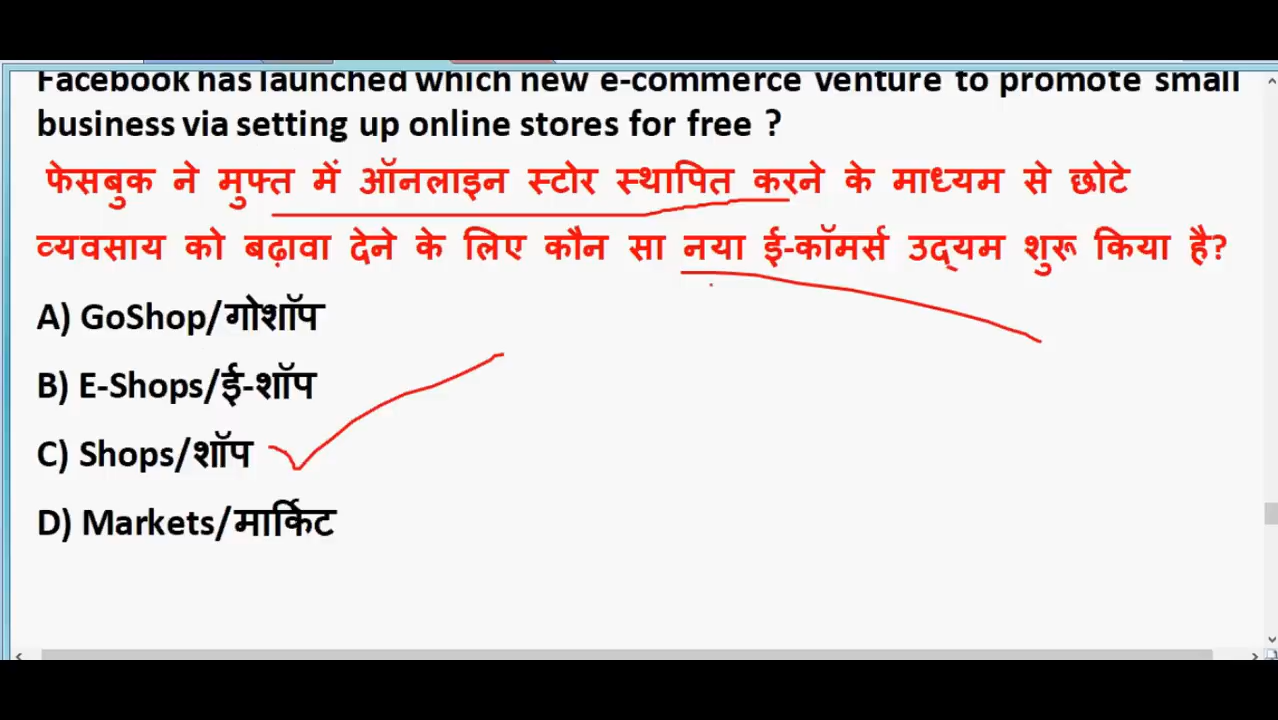 Facebook has launched which new e-commerce venture to promote small
business via setting up online stores for free ?
फेसबुक ने मुफ्त में ऑनलाइन स्टोर स्थापित करने के माध्यम से छोटे
व्यवसाय को बढ़ावा देने के लिए कौन सा नया ई-कॉमर्स उद्यम शुरू किया है?
A) GoShop/गोशॉप
B) E-Shops/ई-शॉप
C) Shops/शॉप
D) Markets/मार्किट